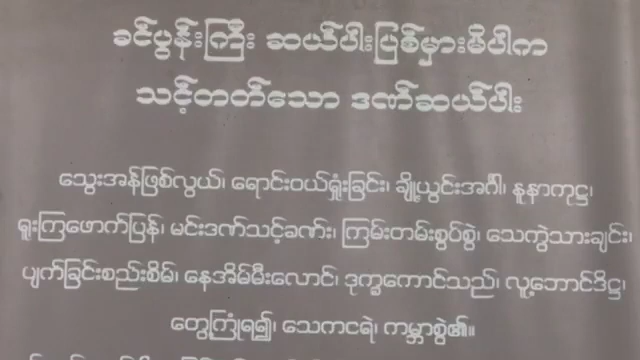 ခင်ပွန်းကြီး ဆယ်ပါးပြစ်မှားမိပါက
သင့်တတ်သော ဒဏ်ဆယ်ပါး
သွေးအန်ဖြစ်လွယ်၊ ရောင်းဝယ်ရှုံးခြင်း၊ ချို့ယွင်းအင်္ဂါ၊ နူနာကုဋ္ဌ၊
ရူးကြဖောက်ပြန်၊ မင်းဒဏ်သင့်ခဏ်း၊ ကြမ်းတမ်းစွပ်စွဲ၊ သေကွဲသားချင်း၊
ပျက်ခြင်းစည်းစိမ်၊ နေအိမ်မီးလောင်၊ ဒုက္ခကောင်သည်၊ လူ့ဘောင်ဒိဋ္ဌ၊
တွေ့ကြုံရ၍၊ သေကငရဲ၊ ကမ္ဘာစွဲ၏။